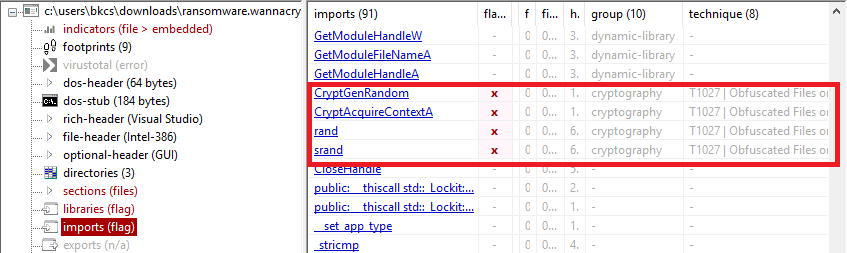 c:\users\bkcs\downloads\ransomware.wannacry
indicators (file > embedded)
footprints (9)
virustotal (error)
dos-header (64 bytes)
dos-stub (184 bytes)
rich-header (Visual Studio)
file-header (Intel-386)
optional-header (GUI)
directories (3)
sections (files)
libraries (flag)
imports (flag)
exports (n/a)
imports (91) fla... f fi... h. group (10) technique (8)
GetModuleHandleW 0 0... 3. dynamic-library -
GetModuleFileNameA 0 0... 3. dynamic-library -
GetModuleHandleA 0 0... 3. dynamic-library -
CryptGenRandom x 0 0... 1. cryptography T1027 | Obfuscated Files or
CryptAcquireContextA x 0 0... 1. cryptography T1027 | Obfuscated Files or
rand x 0 0... 6. cryptography T1027 | Obfuscated Files or
srand x 0 0... 6. cryptography T1027 | Obfuscated Files or
CloseHandle 0 0... 3. - -
public: __thiscall std::_Lockit:... 0 0... 2. - -
public: __thiscall std::_Lockit:... 0 0... 1. - -
__set_app_type 0 0... 1. - -
_stricmp 0 0... 4. - -